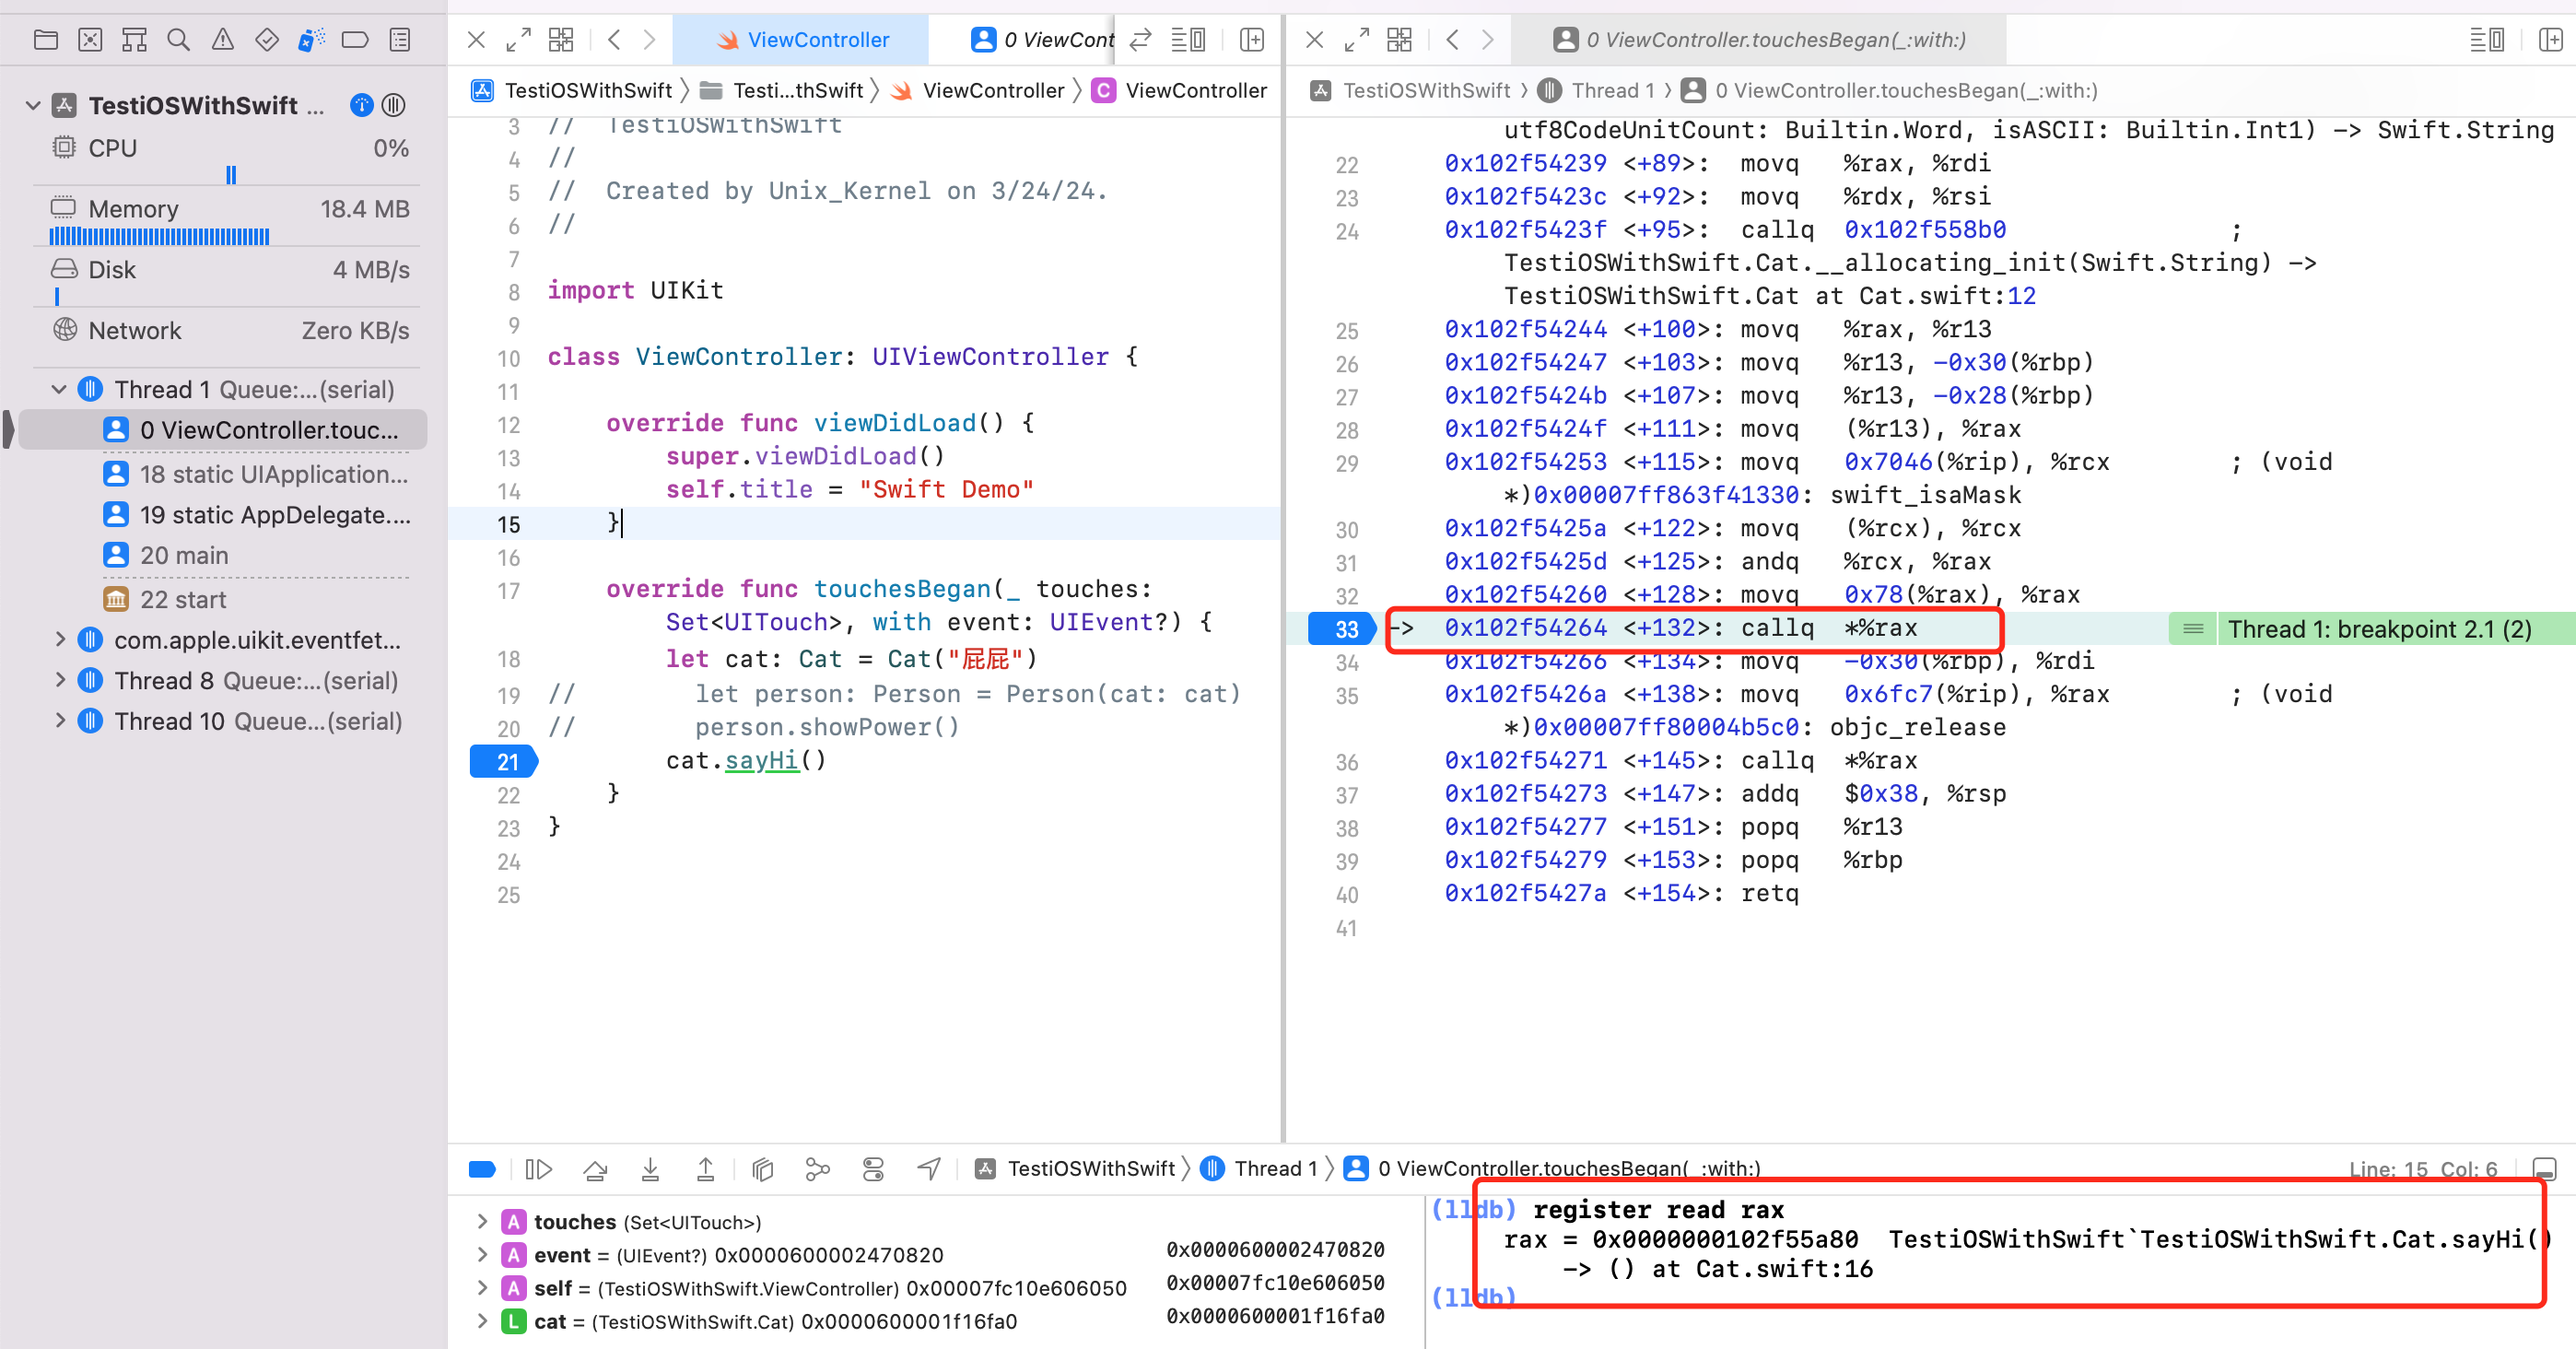 TestiOSWithSwift ...
CPU 0%
Memory 18.4 MB
Disk 4 MB/s
Network Zero KB/s
Thread 1 Queue:...(serial)
0 ViewController.touc...
18 static UIApplication...
19 static AppDelegate....
20 main
22 start
com.apple.uikit.eventfet...
Thread 8 Queue:...(serial)
Thread 10 Queue...(serial)
ViewController
0 ViewCont
TestiOSWithSwift Testi...thSwift ViewController C ViewController
3 // TestiOSWithSwift
4 //
5 // Created by Unix_Kernel on 3/24/24.
6 //
7
8 import UIKit
9
10 class ViewController: UIViewController {
11
12 override func viewDidLoad() {
13 super.viewDidLoad()
14 self.title = "Swift Demo"
15 }
16
17 override func touchesBegan(_ touches:
Set<UITouch>, with event: UIEvent?) {
18 let cat: Cat = Cat("屁屁")
19 // let person: Person = Person(cat: cat)
20 // person.showPower()
21 cat.sayHi()
22 }
23 }
24
25
0 ViewController.touchesBegan(_:with:)
TestiOSWithSwift Thread 1 0 ViewController.touchesBegan(_:with:)
utf8CodeUnitCount: Builtin.Word, isASCII: Builtin.Int1) -> Swift.String
22 0x102f54239 <+89>: movq %rax, %rdi
23 0x102f5423c <+92>: movq %rdx, %rsi
24 0x102f5423f <+95>: callq 0x102f558b0 ;
TestiOSWithSwift.Cat.__allocating_init(Swift.String) ->
TestiOSWithSwift.Cat at Cat.swift:12
25 0x102f54244 <+100>: movq %rax, %r13
26 0x102f54247 <+103>: movq %r13, -0x30(%rbp)
27 0x102f5424b <+107>: movq %r13, -0x28(%rbp)
28 0x102f5424f <+111>: movq (%r13), %rax
29 0x102f54253 <+115>: movq 0x7046(%rip), %rcx ; (void
*)0x00007ff863f41330: swift_isaMask
30 0x102f5425a <+122>: movq (%rcx), %rcx
31 0x102f5425d <+125>: andq %rcx, %rax
32 0x102f54260 <+128>: movq 0x78(%rax), %rax
33 -> 0x102f54264 <+132>: callq *%rax Thread 1: breakpoint 2.1 (2)
34 0x102f54266 <+134>: movq -0x30(%rbp), %rdi
35 0x102f5426a <+138>: movq 0x6fc7(%rip), %rax ; (void
*)0x00007ff80004b5c0: objc_release
36 0x102f54271 <+145>: callq *%rax
37 0x102f54273 <+147>: addq $0x38, %rsp
38 0x102f54277 <+151>: popq %r13
39 0x102f54279 <+153>: popq %rbp
40 0x102f5427a <+154>: retq
41
TestiOSWithSwift Thread 1 0 ViewController.touchesBegan(_:with:) Line: 15 Col: 6
A touches (Set<UITouch>)
A event = (UIEvent?) 0x0000600002470820 0x0000600002470820
A self = (TestiOSWithSwift.ViewController) 0x00007fc10e606050 0x00007fc10e606050
L cat = (TestiOSWithSwift.Cat) 0x0000600001f16fa0 0x0000600001f16fa0
(lldb) register read rax
rax = 0x0000000102f55a80 TestiOSWithSwift`TestiOSWithSwift.Cat.sayHi()
-> () at Cat.swift:16
(lldb)